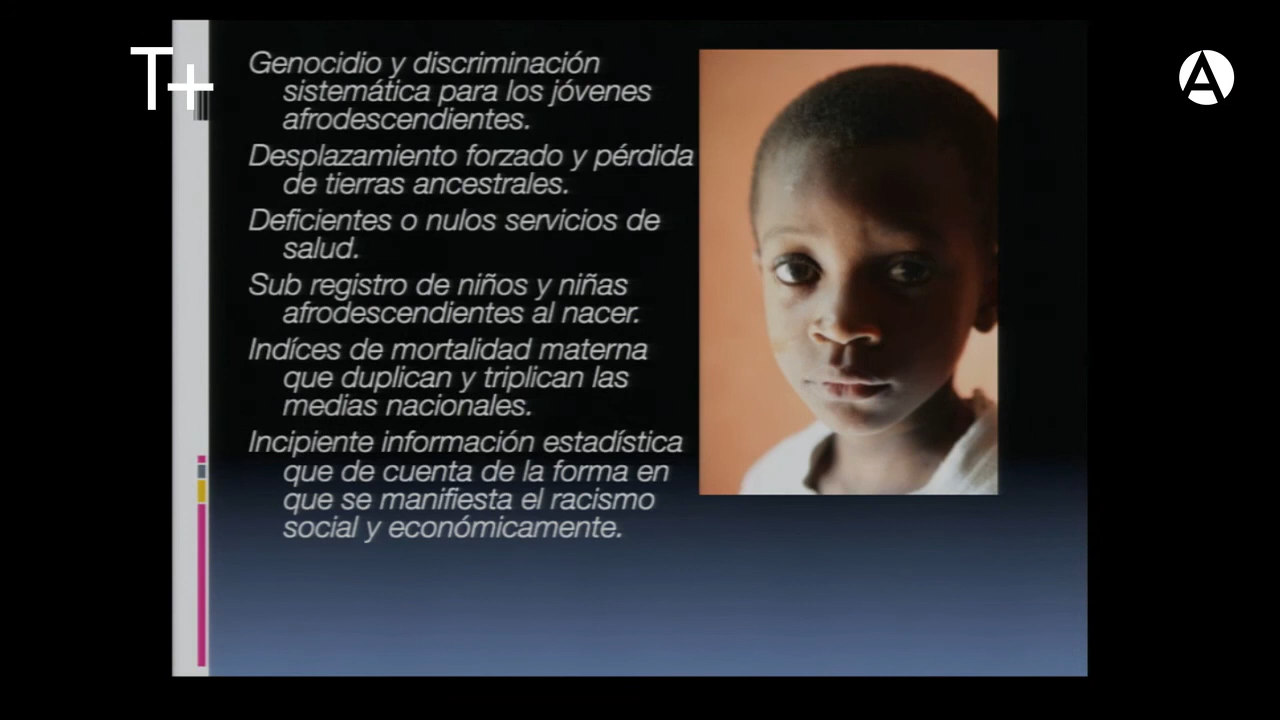 T+
A
Genocidio y discriminación
sistemática para los jóvenes
afrodescendientes.
Desplazamiento forzado y pérdida
de tierras ancestrales.
Deficientes o nulos servicios de
salud.
Sub registro de niños y niñas
afrodescendientes al nacer.
Indíces de mortalidad materna
que duplican y triplican las
medias nacionales.
Incipiente información estadística
que de cuenta de la forma en
que se manifiesta el racismo
social y económicamente.